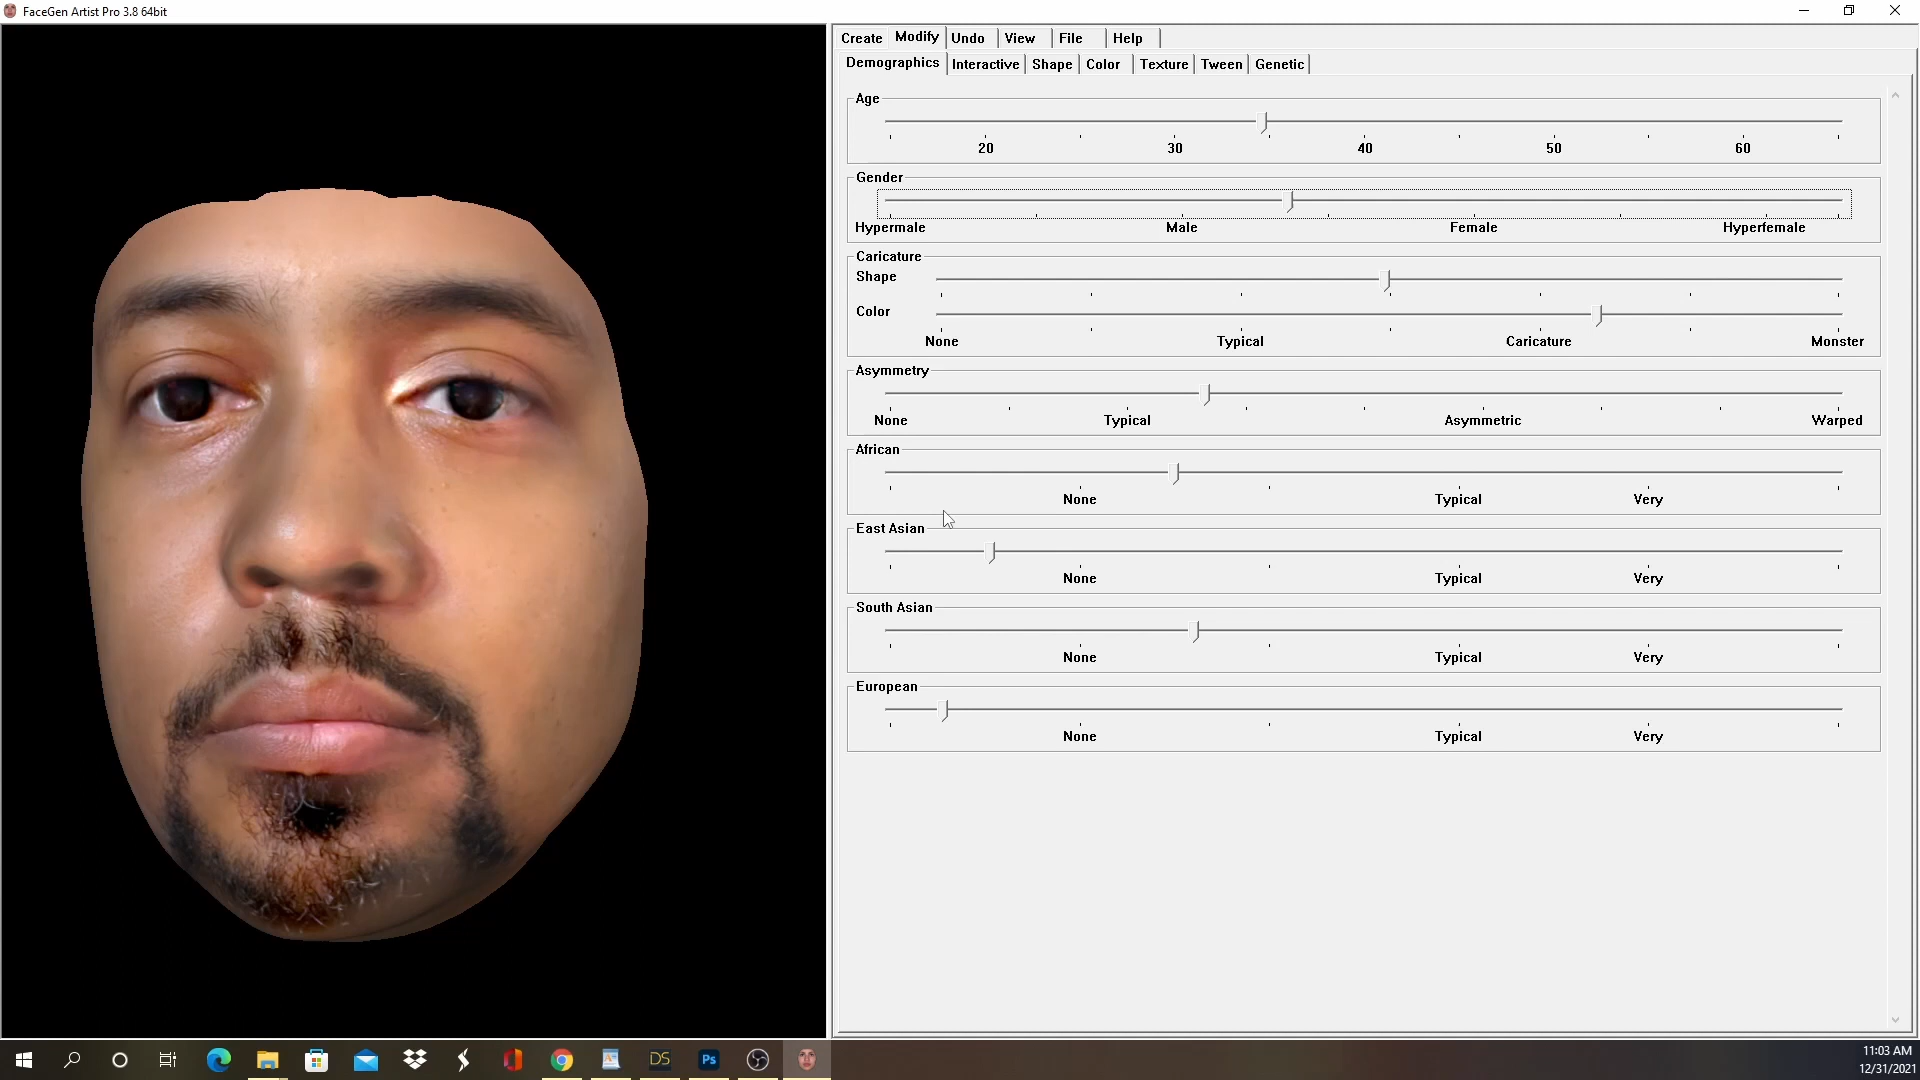 FaceGen Artist Pro 3.8 64bit
Create Modify Undo View File Help
Demographics Interactive Shape Color Texture Tween Genetic
Age
20 30 40 50 60
Gender
Hypermale Male Female Hyperfemale
Caricature
Shape
Color
None Typical Caricature Monster
Asymmetry
None Typical Asymmetric Warped
African
None Typical Very
East Asian
None Typical Very
South Asian
None Typical Very
European
None Typical Very
DS Ps
11:03 AM
12/31/2021